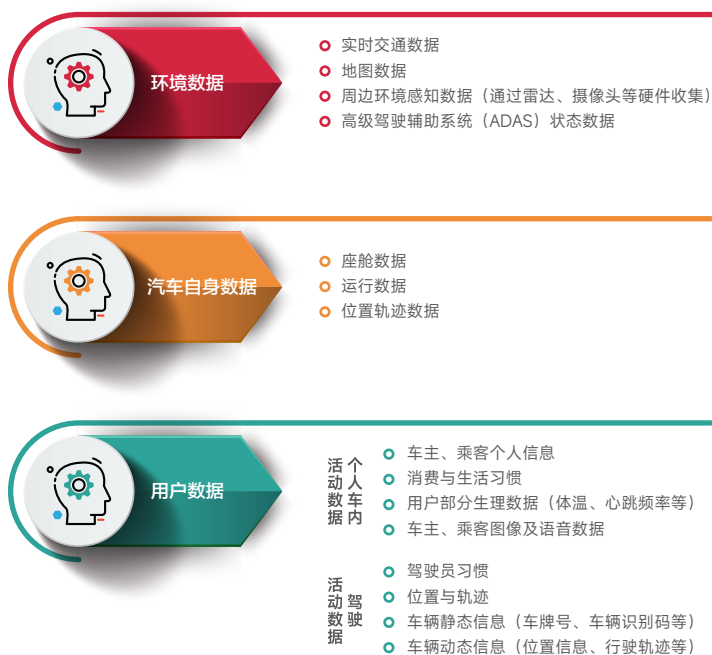 环境数据
实时交通数据
地图数据
周边环境感知数据（通过雷达、摄像头等硬件收集）
高级驾驶辅助系统（ADAS）状态数据
汽车自身数据
座舱数据
运行数据
位置轨迹数据
用户数据
个人车内
活动数据
车主、乘客个人信息
消费与生活习惯
用户部分生理数据（体温、心跳频率等）
车主、乘客图像及语音数据
驾驶
活动数据
驾驶员习惯
位置与轨迹
车辆静态信息（车牌号、车辆识别码等）
车辆动态信息（位置信息、行驶轨迹等）